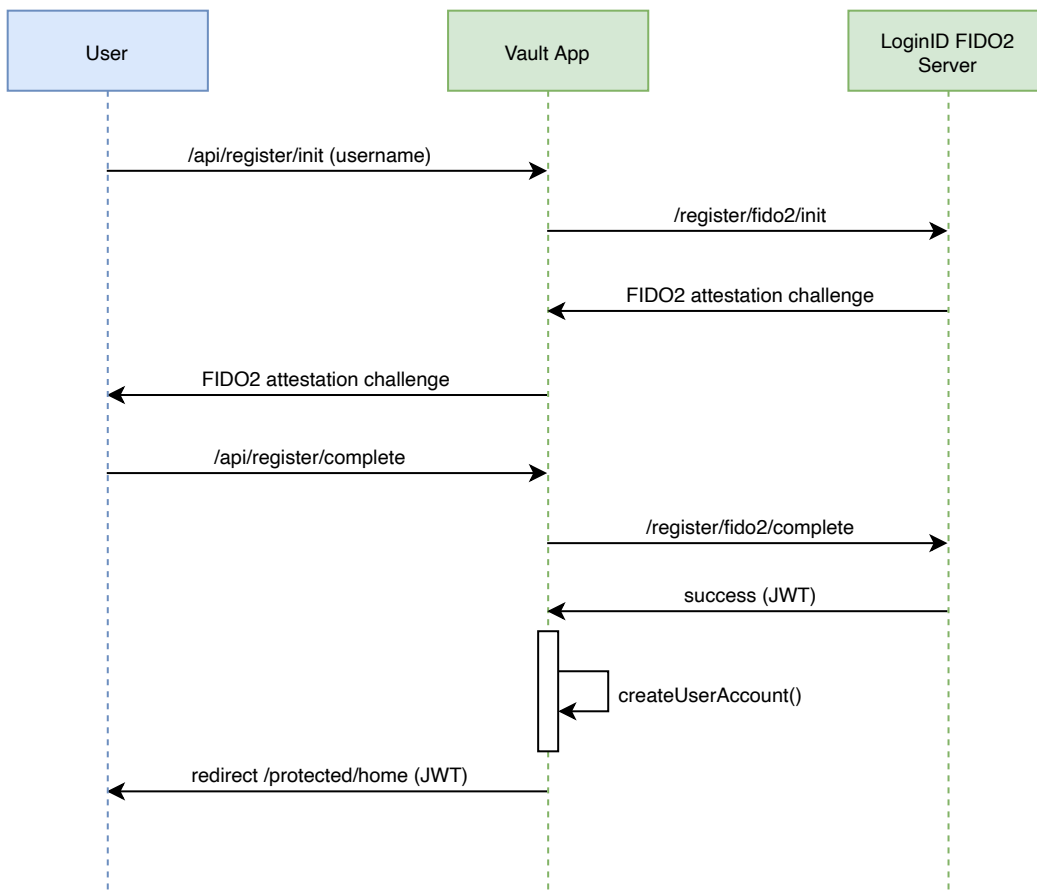 User
Vault App
LoginID FIDO2
Server
/api/register/init (username)
/register/fido2/init
FIDO2 attestation challenge
FIDO2 attestation challenge
/api/register/complete
/register/fido2/complete
success (JWT)
createUserAccount()
redirect /protected/home (JWT)